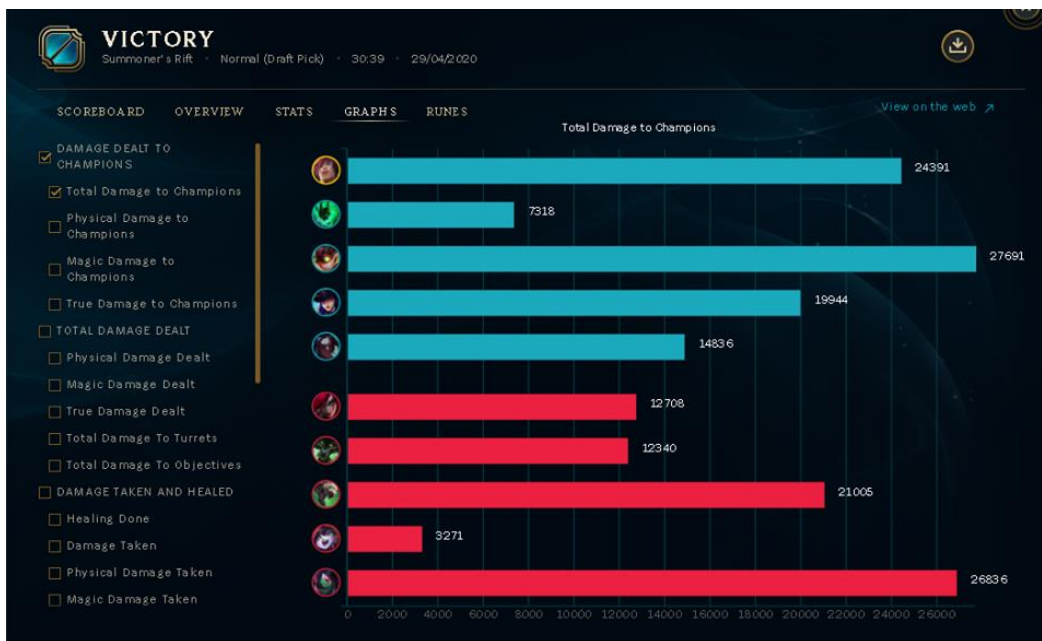 VICTORY
Summoner's Rift · Normal (Draft Pick) · 30:39 · 29/04/2020
SCOREBOARD OVERVIEW STATS GRAPHS RUNES
View on the web
Total Damage to Champions
DAMAGE DEALT TO
CHAMPIONS
Total Damage to Champions
Physical Damage to
Champions
Magic Damage to
Champions
True Damage to Champions
TOTAL DAMAGE DEALT
Physical Damage Dealt
Magic Damage Dealt
True Damage Dealt
Total Damage To Turrets
Total Damage To Objectives
DAMAGE TAKEN AND HEALED
Healing Done
Damage Taken
Physical Damage Taken
Magic Damage Taken
24391
7318
27691
19944
14836
12708
12340
21005
3271
26836
0 2000 4000 6000 8000 10000 12000 14000 16000 18000 20000 22000 24000 26000